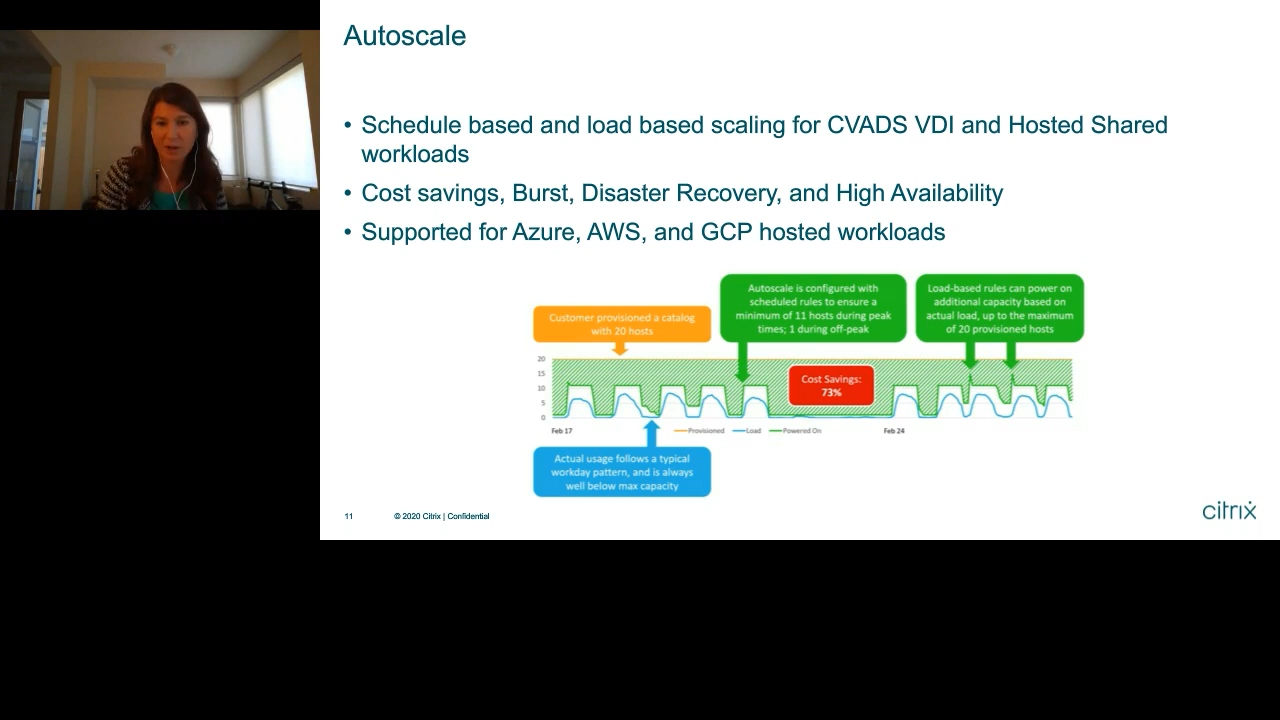 Autoscale
• Schedule based and load based scaling for CVADS VDI and Hosted Shared
workloads
• Cost savings, Burst, Disaster Recovery, and High Availability
• Supported for Azure, AWS, and GCP hosted workloads
Customer provisioned a catalog
with 20 hosts
Autoscale is configured with
scheduled rules to ensure a
minimum of 11 hosts during peak
times; 1 during off-peak
Load-based rules can power on
additional capacity based on
actual load, up to the maximum
of 20 provisioned hosts
20
15
10
5
0
Cost Savings:
73%
Feb 17
Provisioned
Load
Powered On
Feb 24
Actual usage follows a typical
workday pattern, and is always
well below max capacity
11
© 2020 Citrix | Confidential
citrix